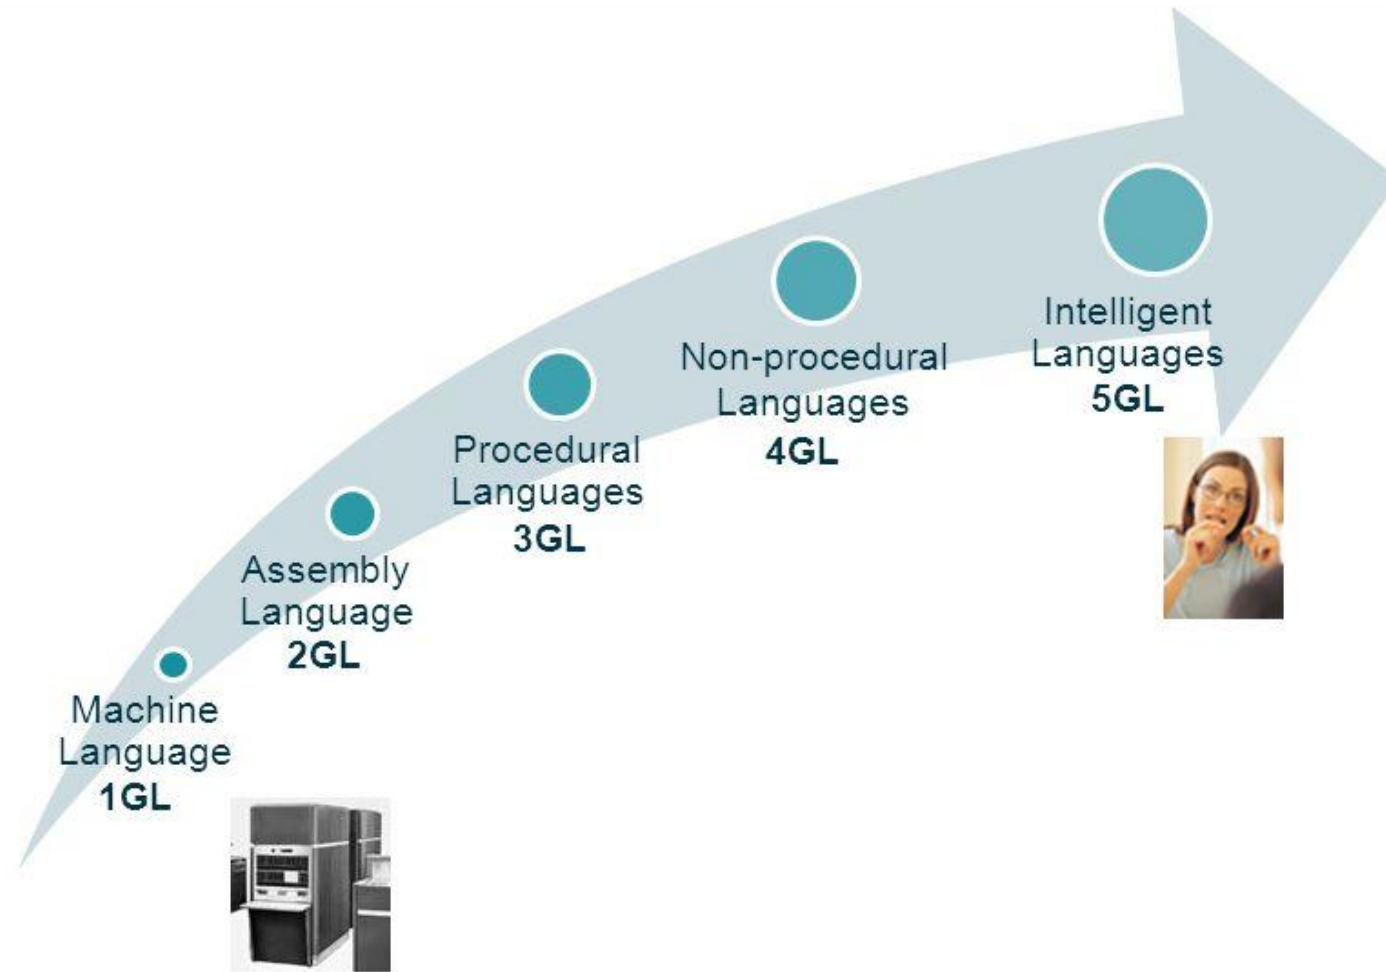 Machine
Language
1GL
Assembly
Language
2GL
Procedural
Languages
3GL
Non-procedural
Languages
4GL
Intelligent
Languages
5GL